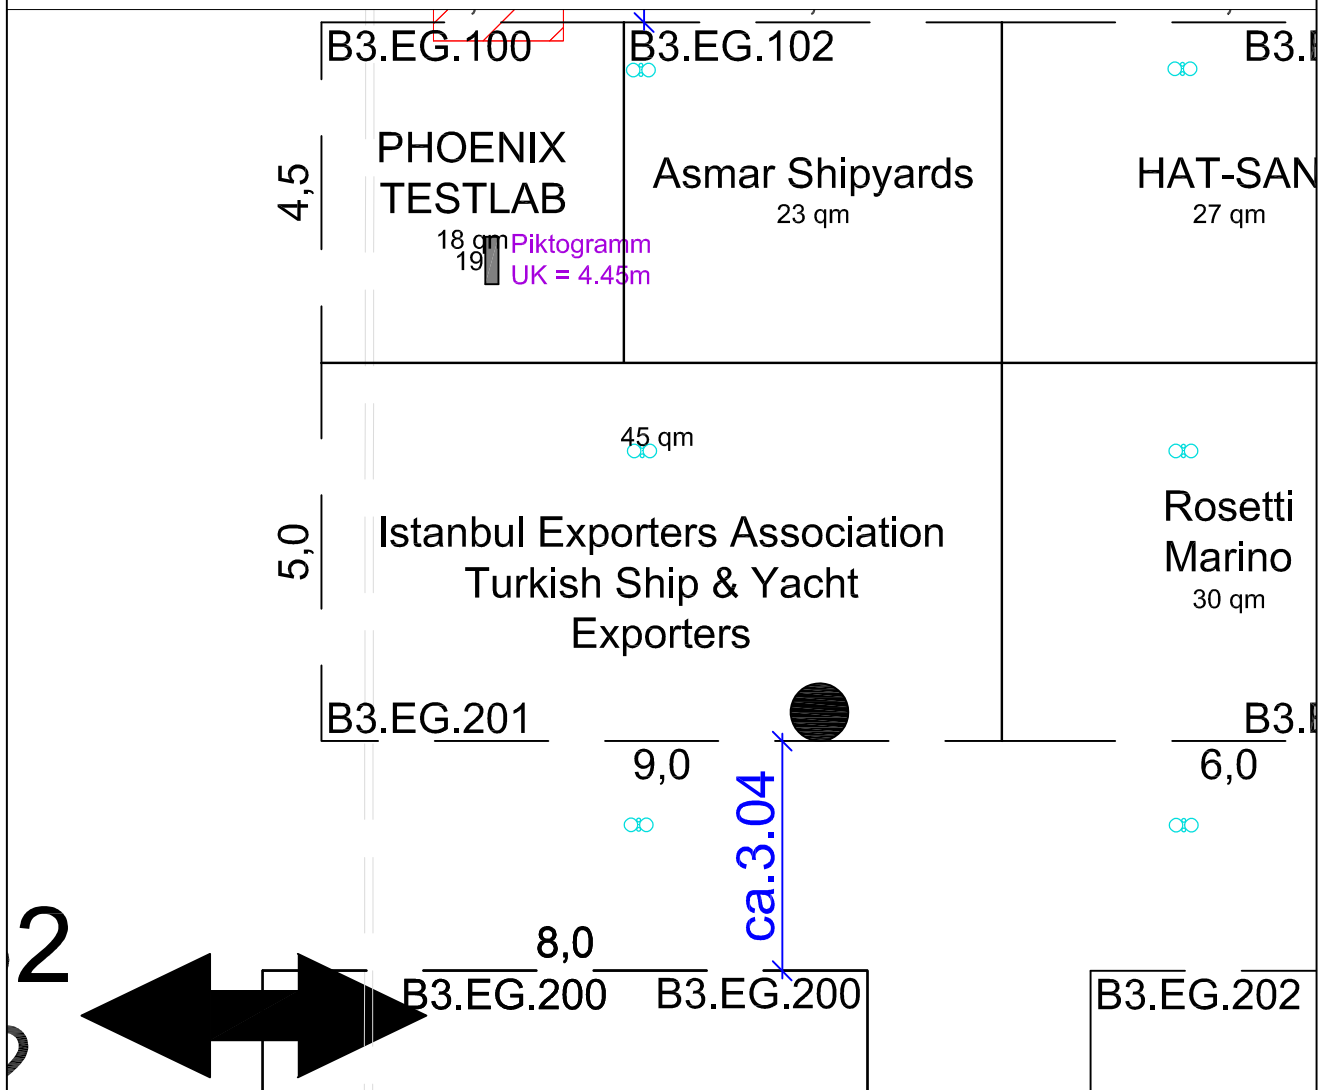 B3.EG.100
B3.EG.102
PHOENIX
TESTLAB
18 qm
19
Piktogramm
UK = 4.45m
Asmar Shipyards
23 qm
HAT-SAN
27 qm
4,5
45 qm
Istanbul Exporters Association
Turkish Ship & Yacht
Exporters
Rosetti
Marino
30 qm
5,0
B3.EG.201
9,0
6,0
ca.3.04
2
8,0
B3.EG.200
B3.EG.200
B3.EG.202